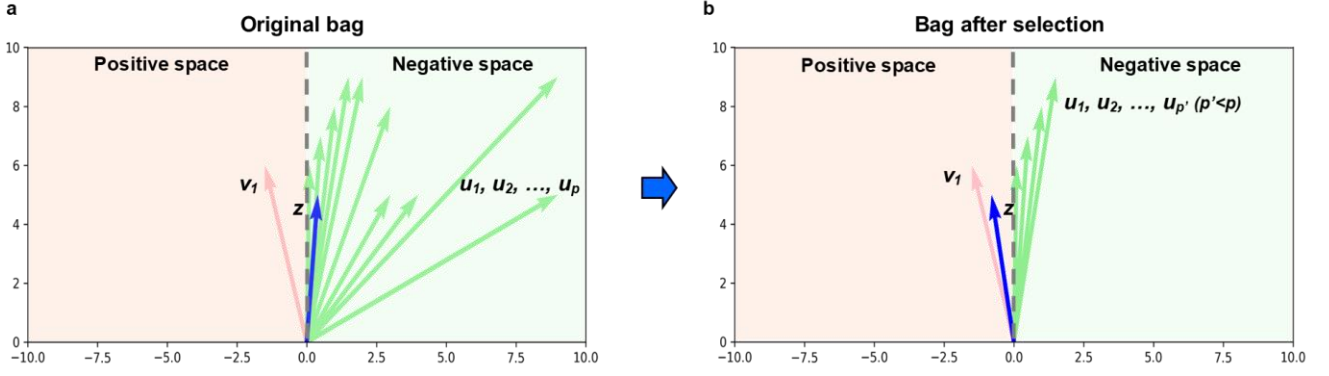 a
Original bag
Positive space
Negative space
v1
z
u1, u2, ..., up
10
8
6
4
2
0
−10.0 −7.5 −5.0 −2.5 0.0 2.5 5.0 7.5 10.0
b
Bag after selection
Positive space
Negative space
u1, u2, ..., up' (p'<p)
v1
z
10
8
6
4
2
0
−10.0 −7.5 −5.0 −2.5 0.0 2.5 5.0 7.5 10.0